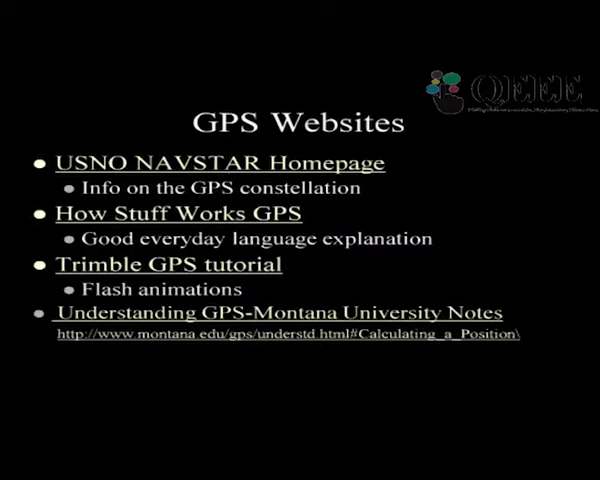 QEEE
GPS Websites
USNO NAVSTAR Homepage
Info on the GPS constellation
How Stuff Works GPS
Good everyday language explanation
Trimble GPS tutorial
Flash animations
Understanding GPS-Montana University Notes
http://www.montana.edu/gps/understd.html#Calculating_a_Position\